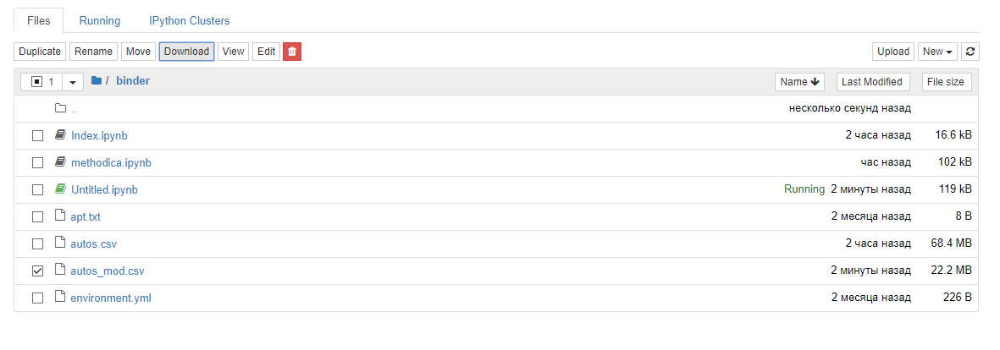 Files Running IPython Clusters
Duplicate Rename Move Download View Edit Upload New
1 / binder Name Last Modified File size
.. несколько секунд назад
Index.ipynb 2 часа назад 16.6 kB
methodica.ipynb час назад 102 kB
Untitled.ipynb Running 2 минуты назад 119 kB
apt.txt 2 месяца назад 8 B
autos.csv 2 часа назад 68.4 MB
autos_mod.csv 2 минуты назад 22.2 MB
environment.yml 2 месяца назад 226 B